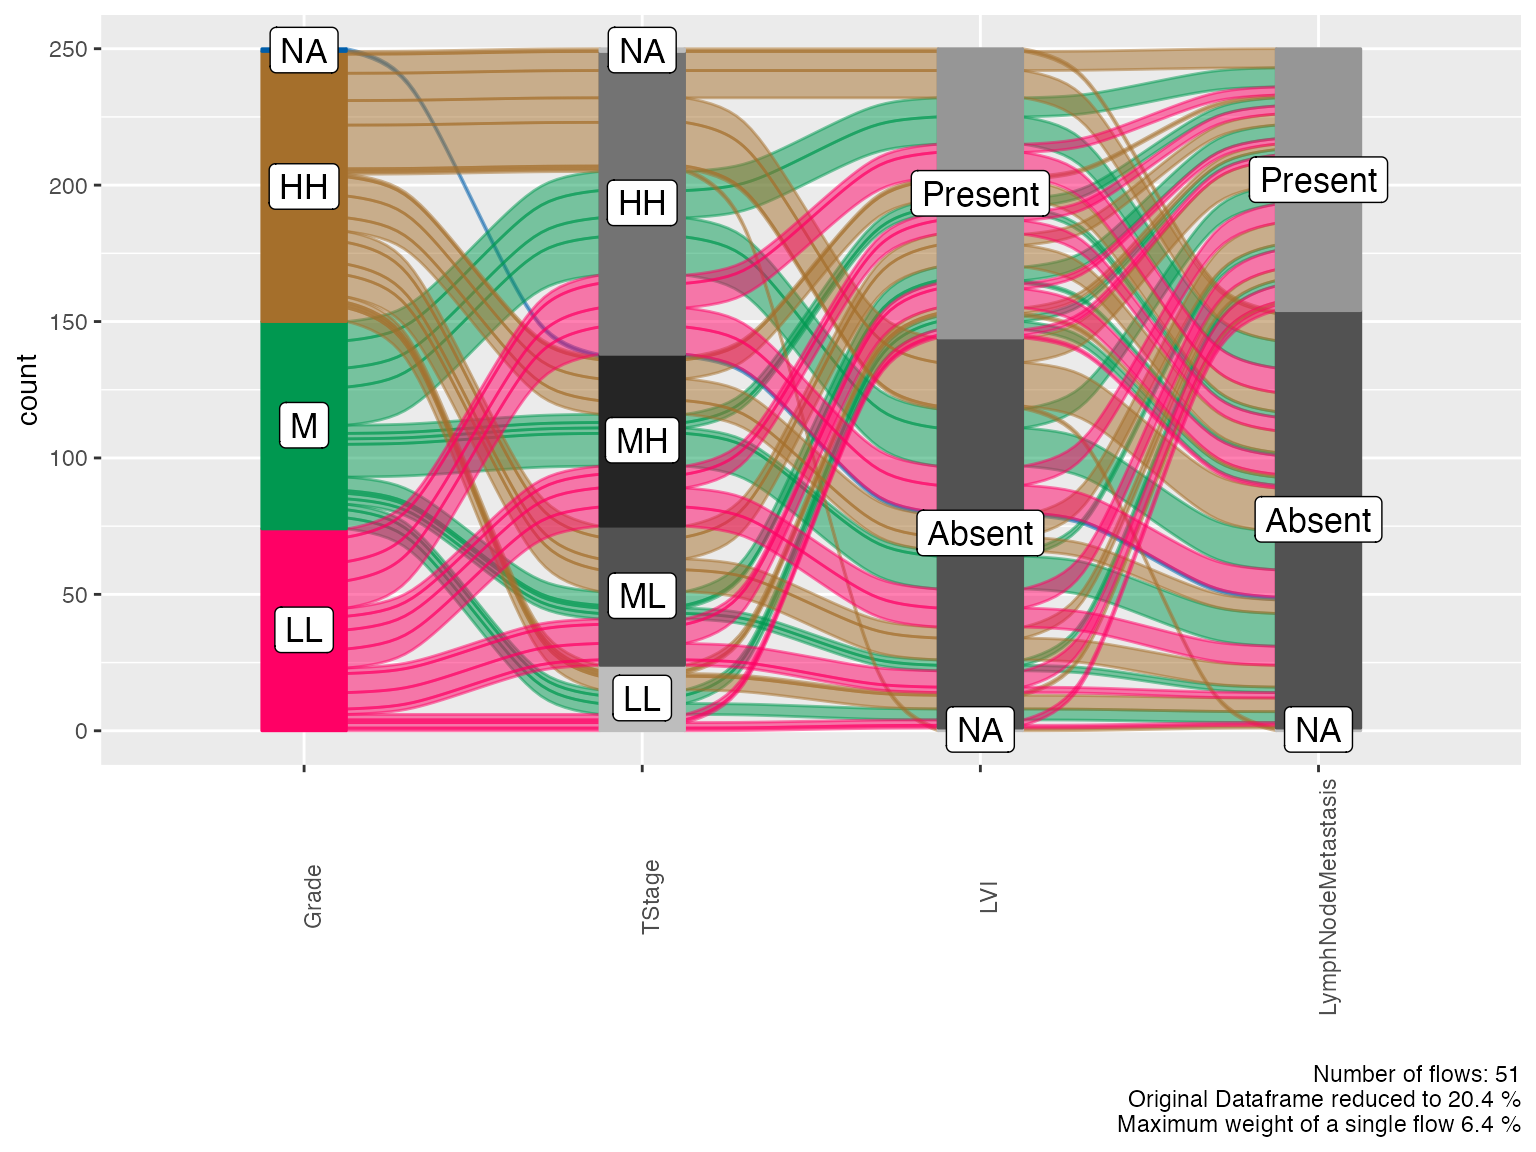 250
200
150
100
50
0
count
NA
HH
M
LL
NA
HH
MH
ML
LL
Present
Absent
NA
Present
Absent
NA
Grade
TStage
LVI
LymphNodeMetastasis
Number of flows: 51
Original Dataframe reduced to 20.4 %
Maximum weight of a single flow 6.4 %